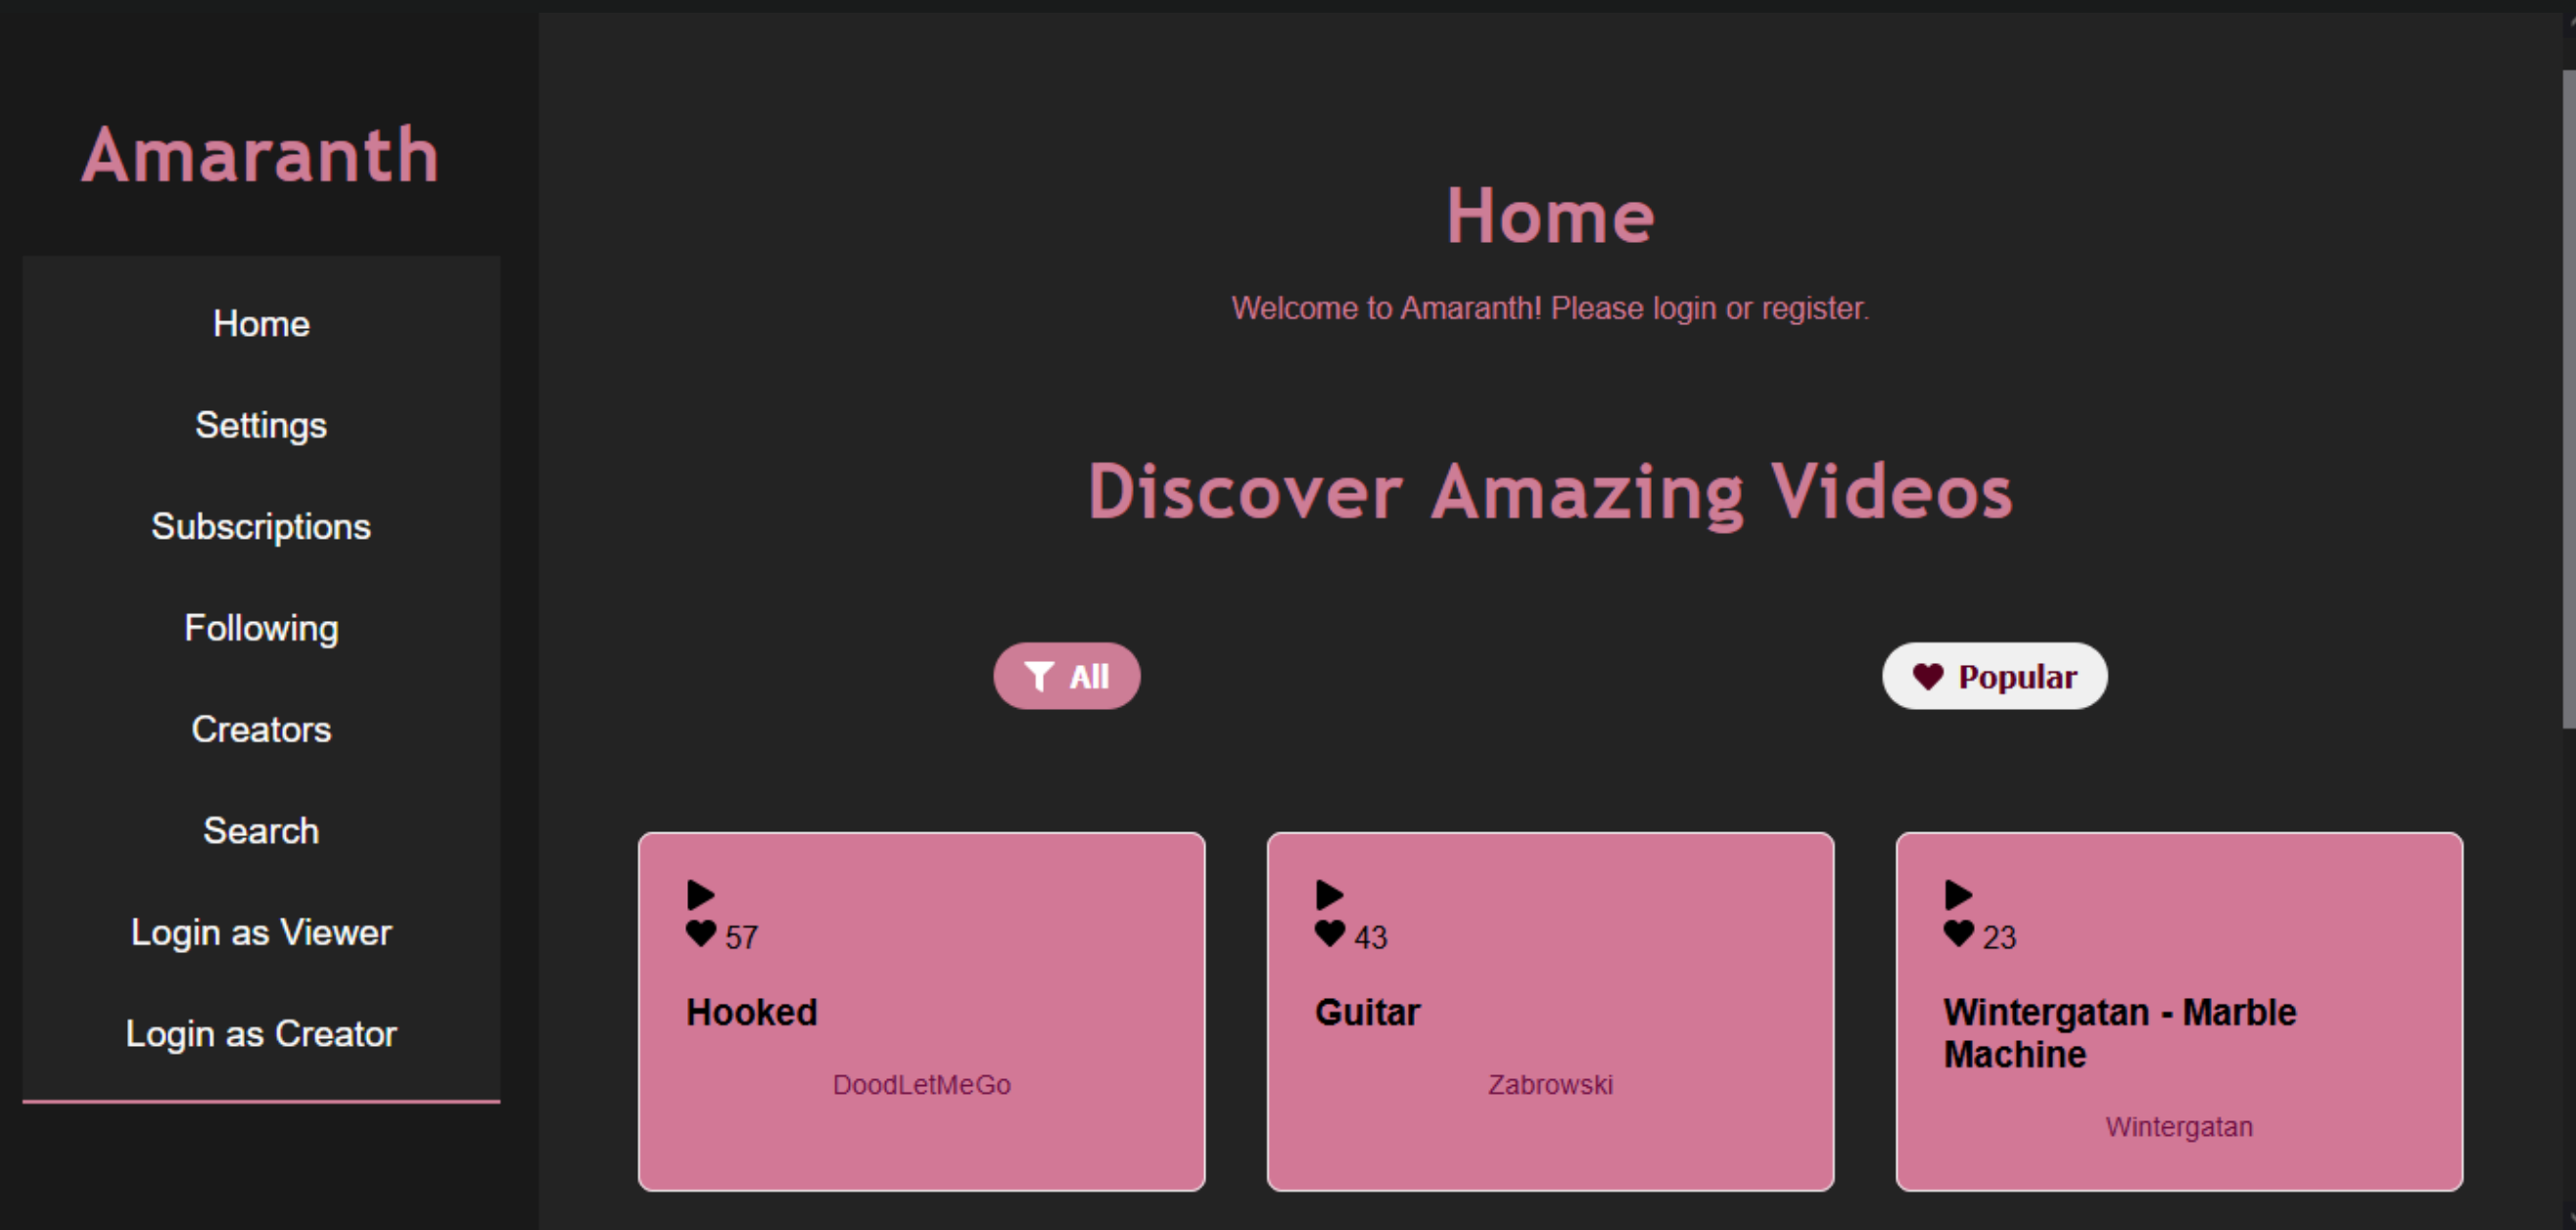 Amaranth
Home
Settings
Subscriptions
Following
Creators
Search
Login as Viewer
Login as Creator
Home
Welcome to Amaranth! Please login or register.
Discover Amazing Videos
All
Popular
57
Hooked
DoodLetMeGo
43
Guitar
Zabrowski
23
Wintergatan - Marble
Machine
Wintergatan